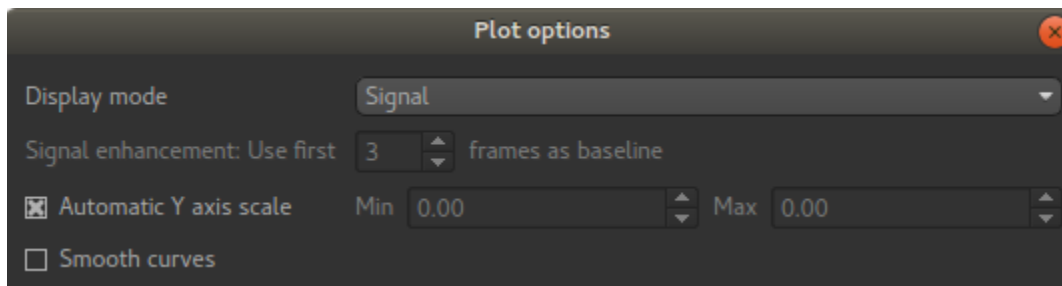 Plot options
Display mode Signal
Signal enhancement: Use first 3 frames as baseline
Automatic Y axis scale Min 0.00 Max 0.00
Smooth curves